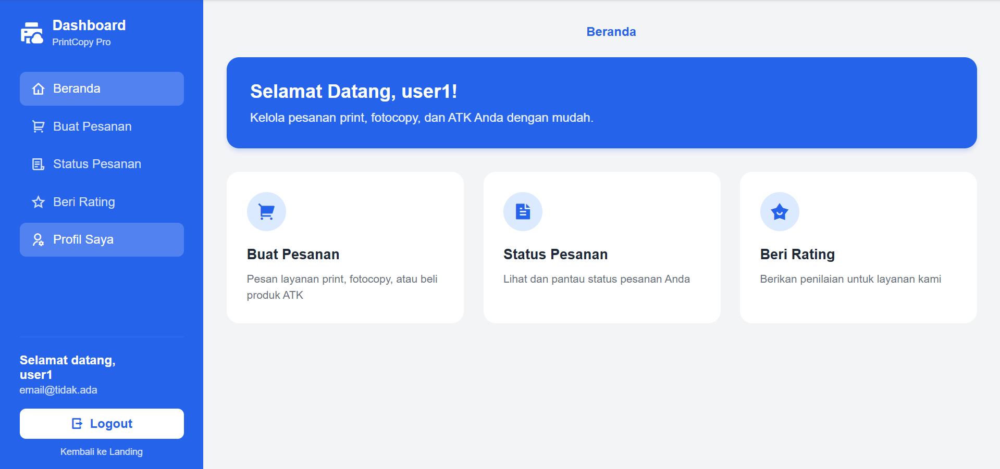 Dashboard
PrintCopy Pro
Beranda
Buat Pesanan
Status Pesanan
Beri Rating
Profil Saya
Selamat datang,
user1
email@tidak.ada
Logout
Kembali ke Landing
Beranda
Selamat Datang, user1!
Kelola pesanan print, fotocopy, dan ATK Anda dengan mudah.
Buat Pesanan
Pesan layanan print, fotocopy, atau beli
produk ATK
Status Pesanan
Lihat dan pantau status pesanan Anda
Beri Rating
Berikan penilaian untuk layanan kami